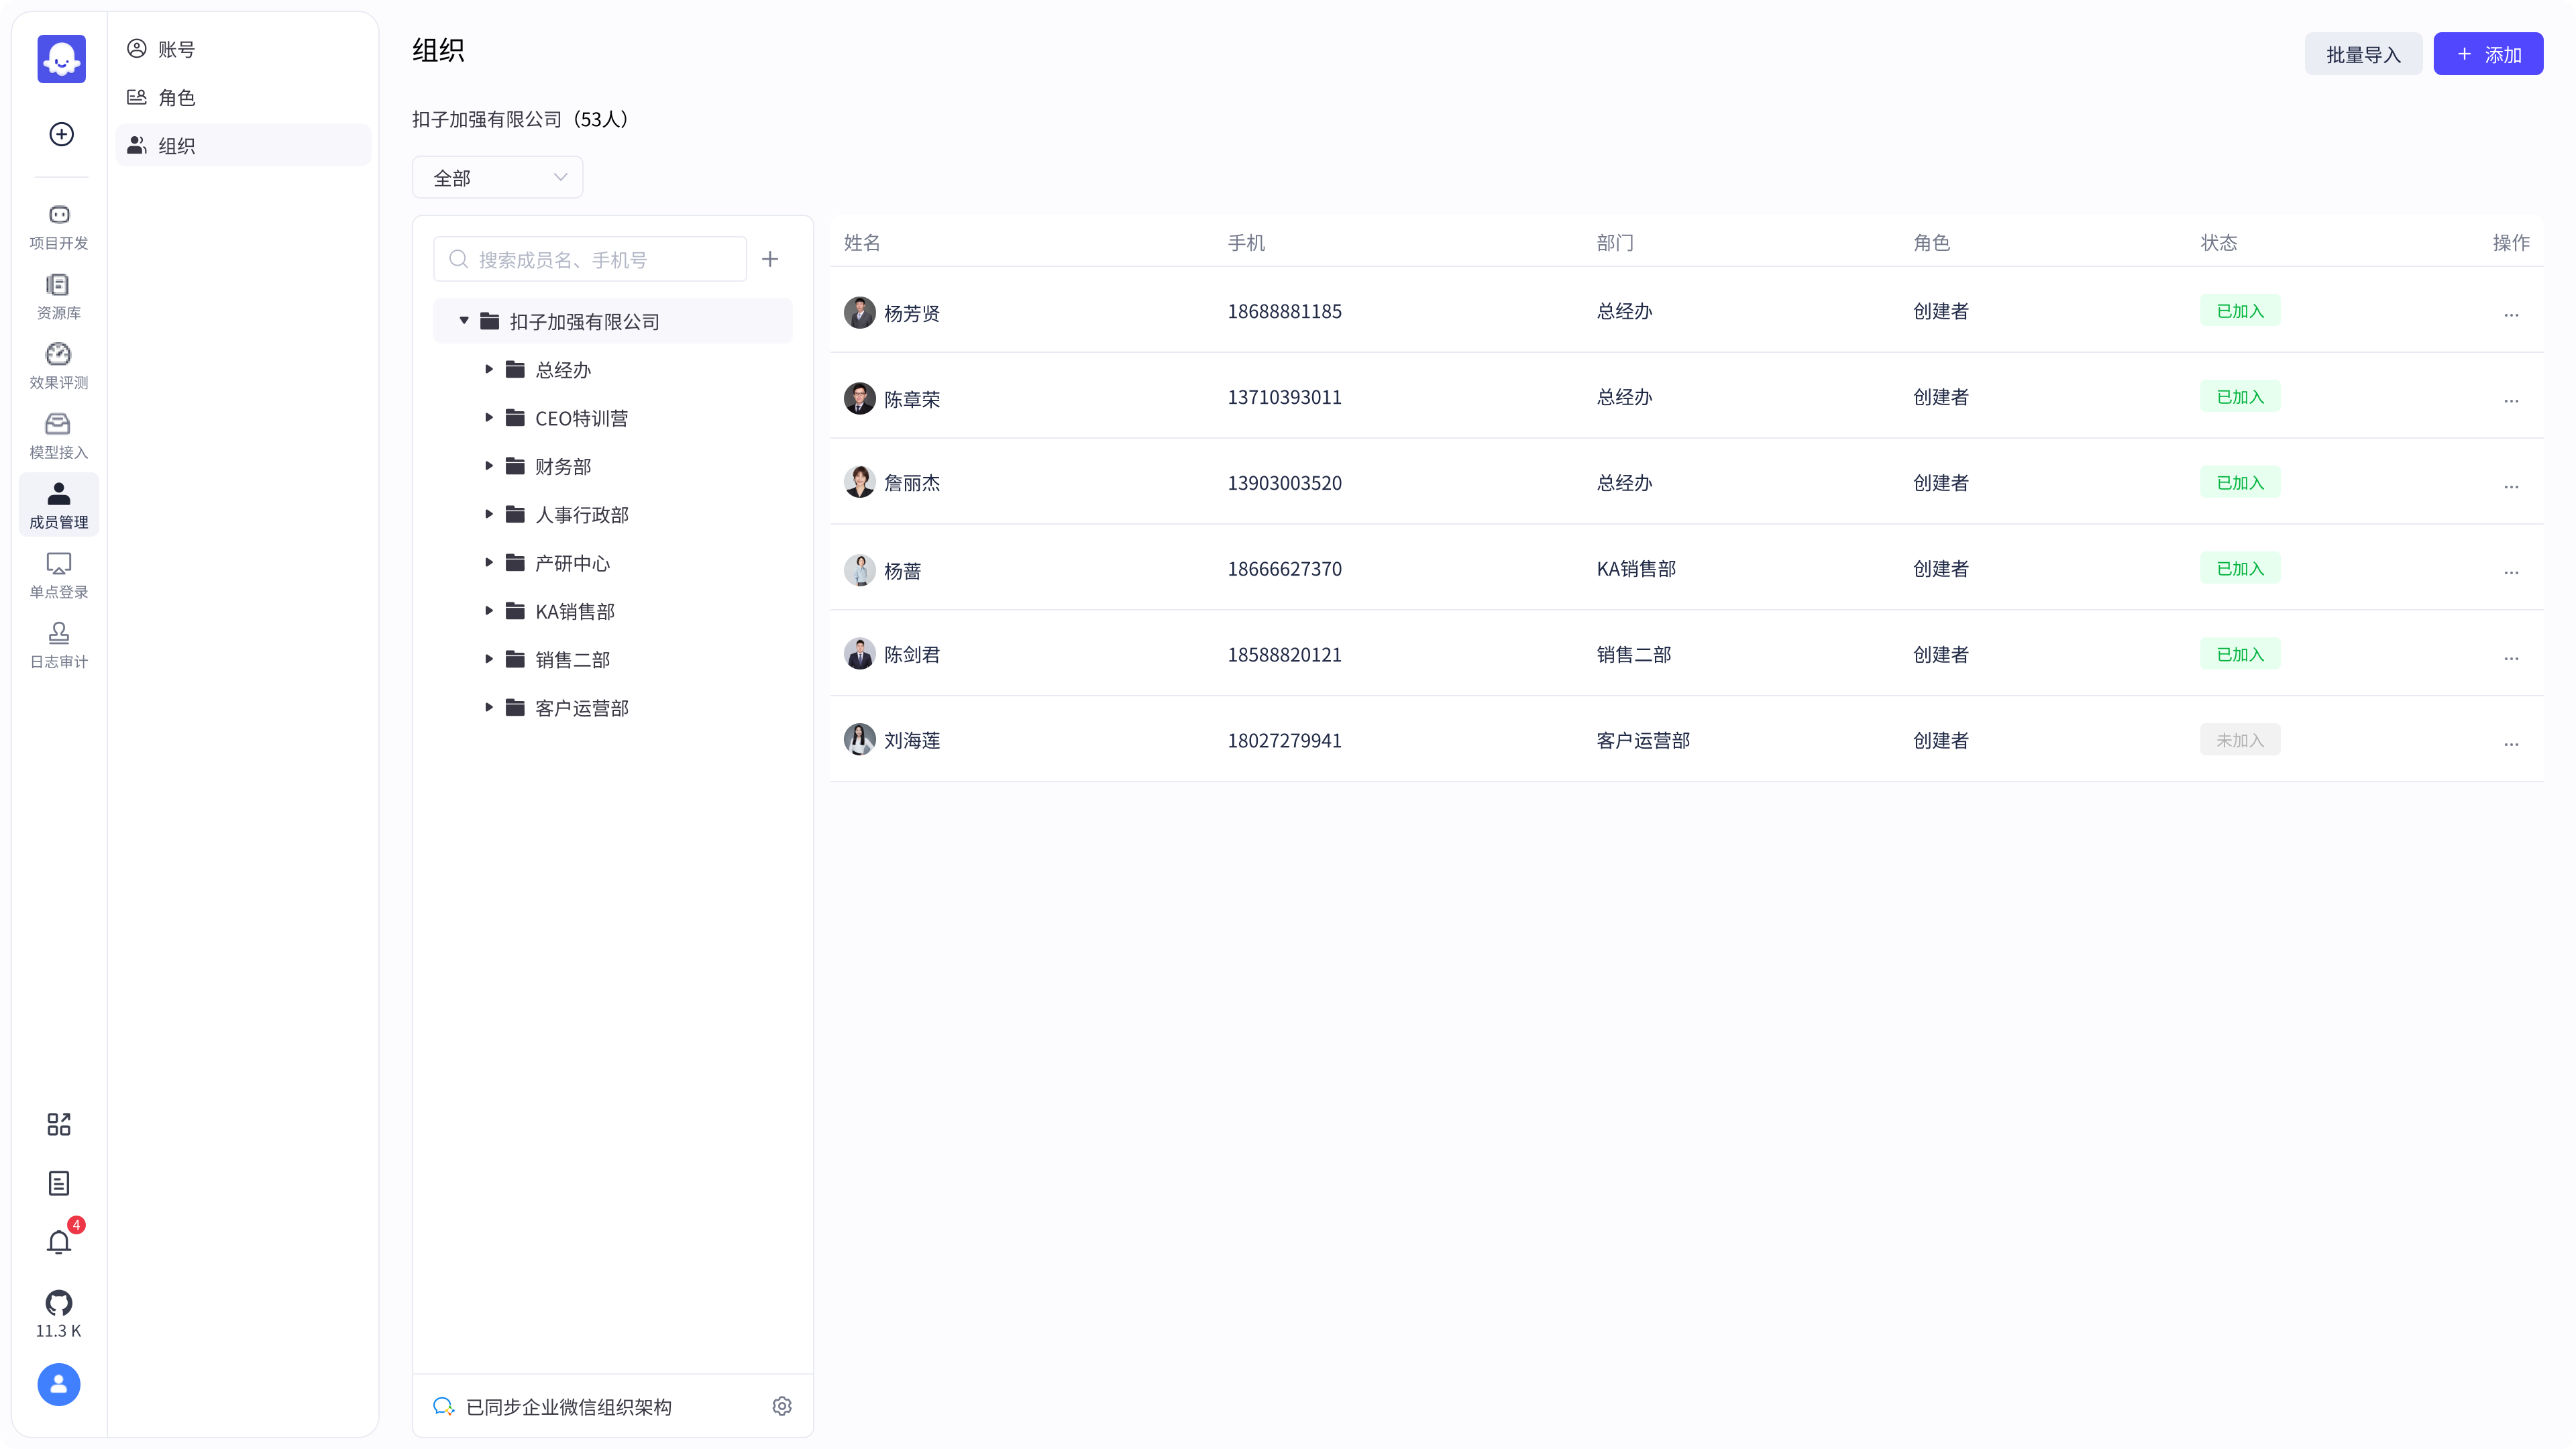 账号
角色
组织
项目开发
资源库
效果评测
模型接入
成员管理
单点登录
日志审计
4
11.3 K
组织
批量导入
添加
扣子加强有限公司（53人）
全部
搜索成员名、手机号
扣子加强有限公司
总经办
CEO特训营
财务部
人事行政部
产研中心
KA销售部
销售二部
客户运营部
已同步企业微信组织架构
姓名 手机 部门 角色 状态 操作
杨芳贤 18688881185 总经办 创建者 已加入 ...
陈章荣 13710393011 总经办 创建者 已加入 ...
詹丽杰 13903003520 总经办 创建者 已加入 ...
杨蔷 18666627370 KA销售部 创建者 已加入 ...
陈剑君 18588820121 销售二部 创建者 已加入 ...
刘海莲 18027279941 客户运营部 创建者 未加入 ...